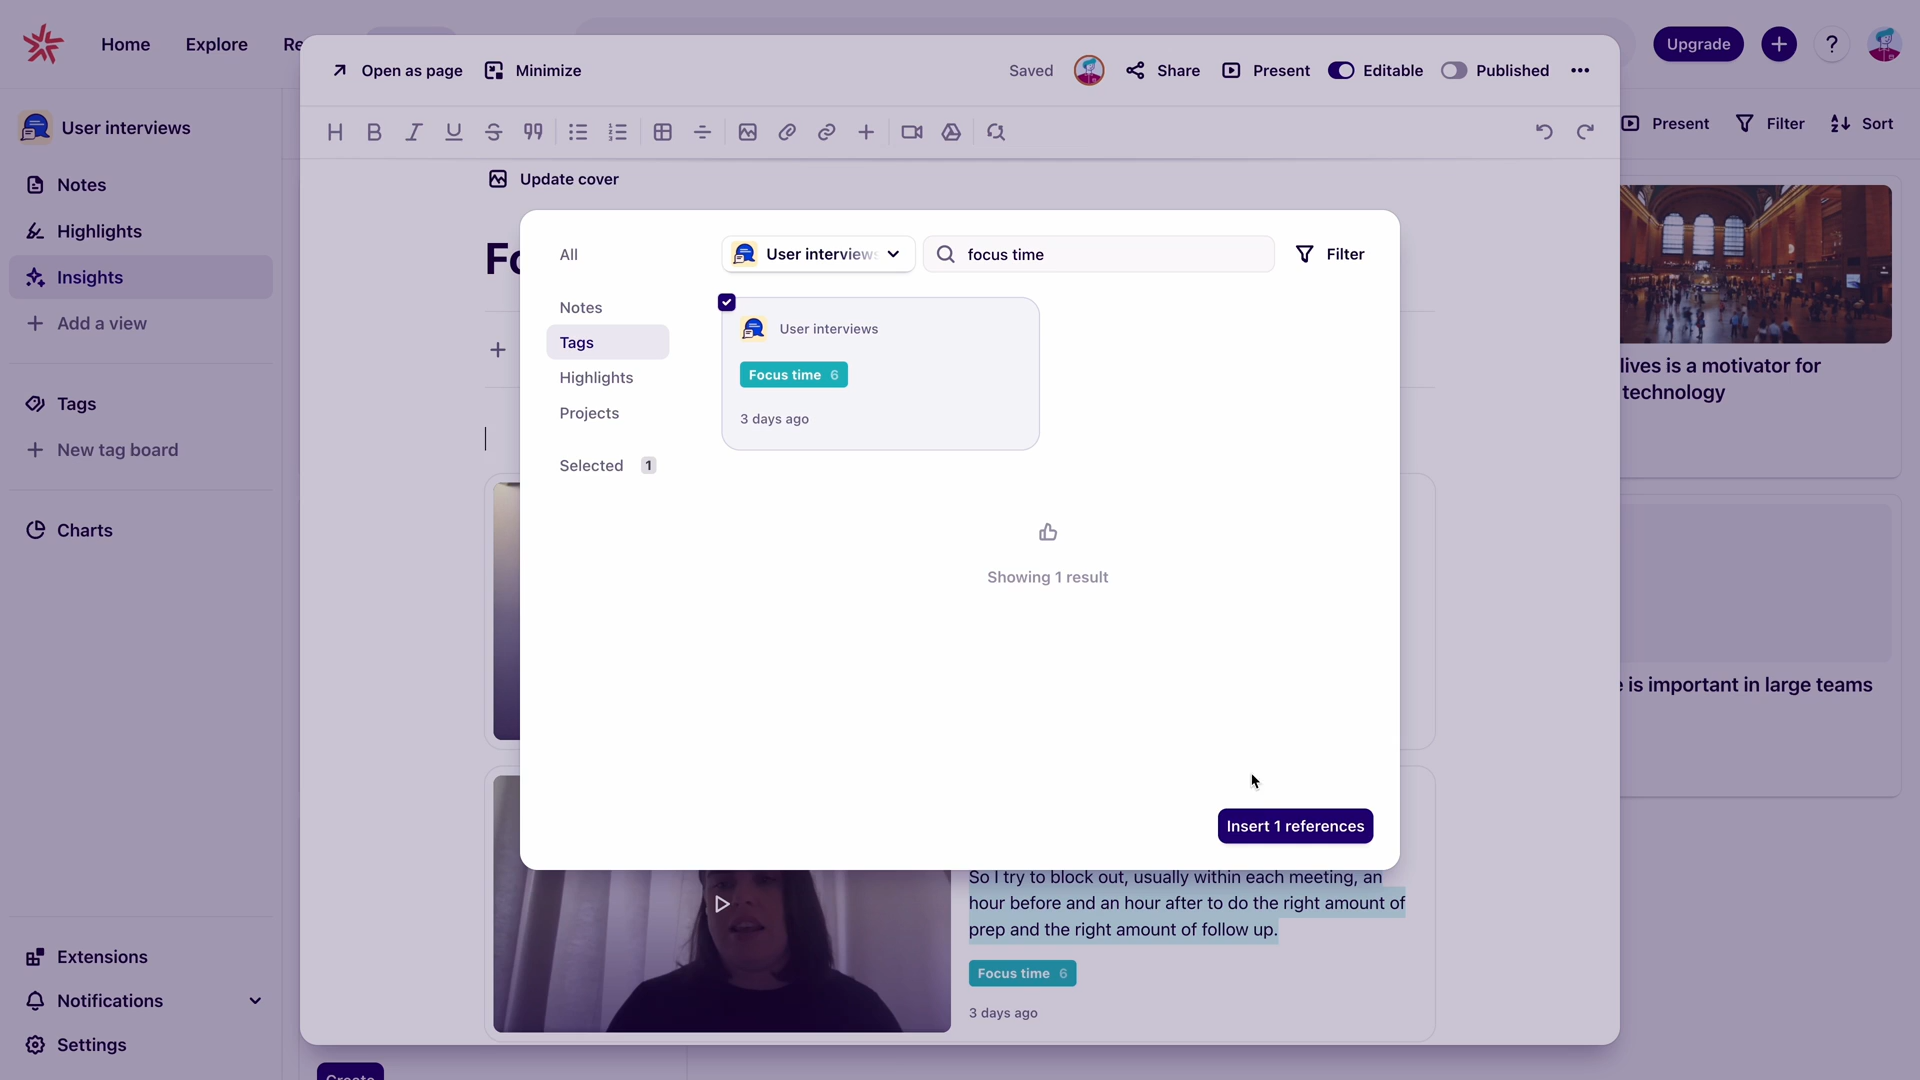 Home
Explore
Upgrade
?
Open as page
Minimize
Saved
Share
Present
Editable
Published
User interviews
Notes
Highlights
Insights
Add a view
Tags
New tag board
Charts
Extensions
Notifications
Settings
H B I U S
Present
Filter
Sort
Update cover
All
User interviews
focus time
Filter
Notes
Tags
Highlights
Projects
Selected 1
User interviews
Focus time 6
3 days ago
Showing 1 result
Insert 1 references
lives is a motivator for
technology
is important in large teams
So I try to block out, usually within each meeting, an
hour before and an hour after to do the right amount of
prep and the right amount of follow up.
Focus time 6
3 days ago